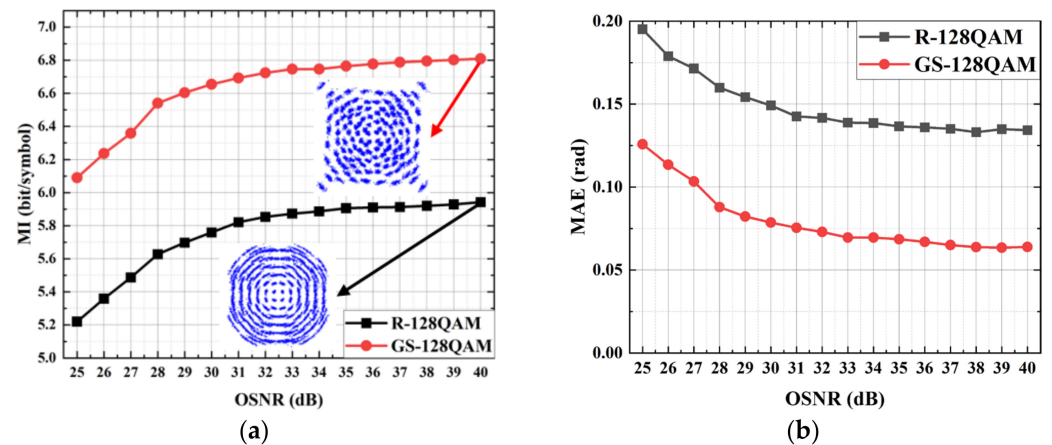 7.0
6.8
6.6
6.4
6.2
6.0
5.8
5.6
5.4
5.2
5.0
MI (bit/symbol)
R-128QAM
GS-128QAM
25 26 27 28 29 30 31 32 33 34 35 36 37 38 39 40
OSNR (dB)
(a)
0.20
0.15
0.10
0.05
0.00
MAE (rad)
R-128QAM
GS-128QAM
25 26 27 28 29 30 31 32 33 34 35 36 37 38 39 40
OSNR (dB)
(b)